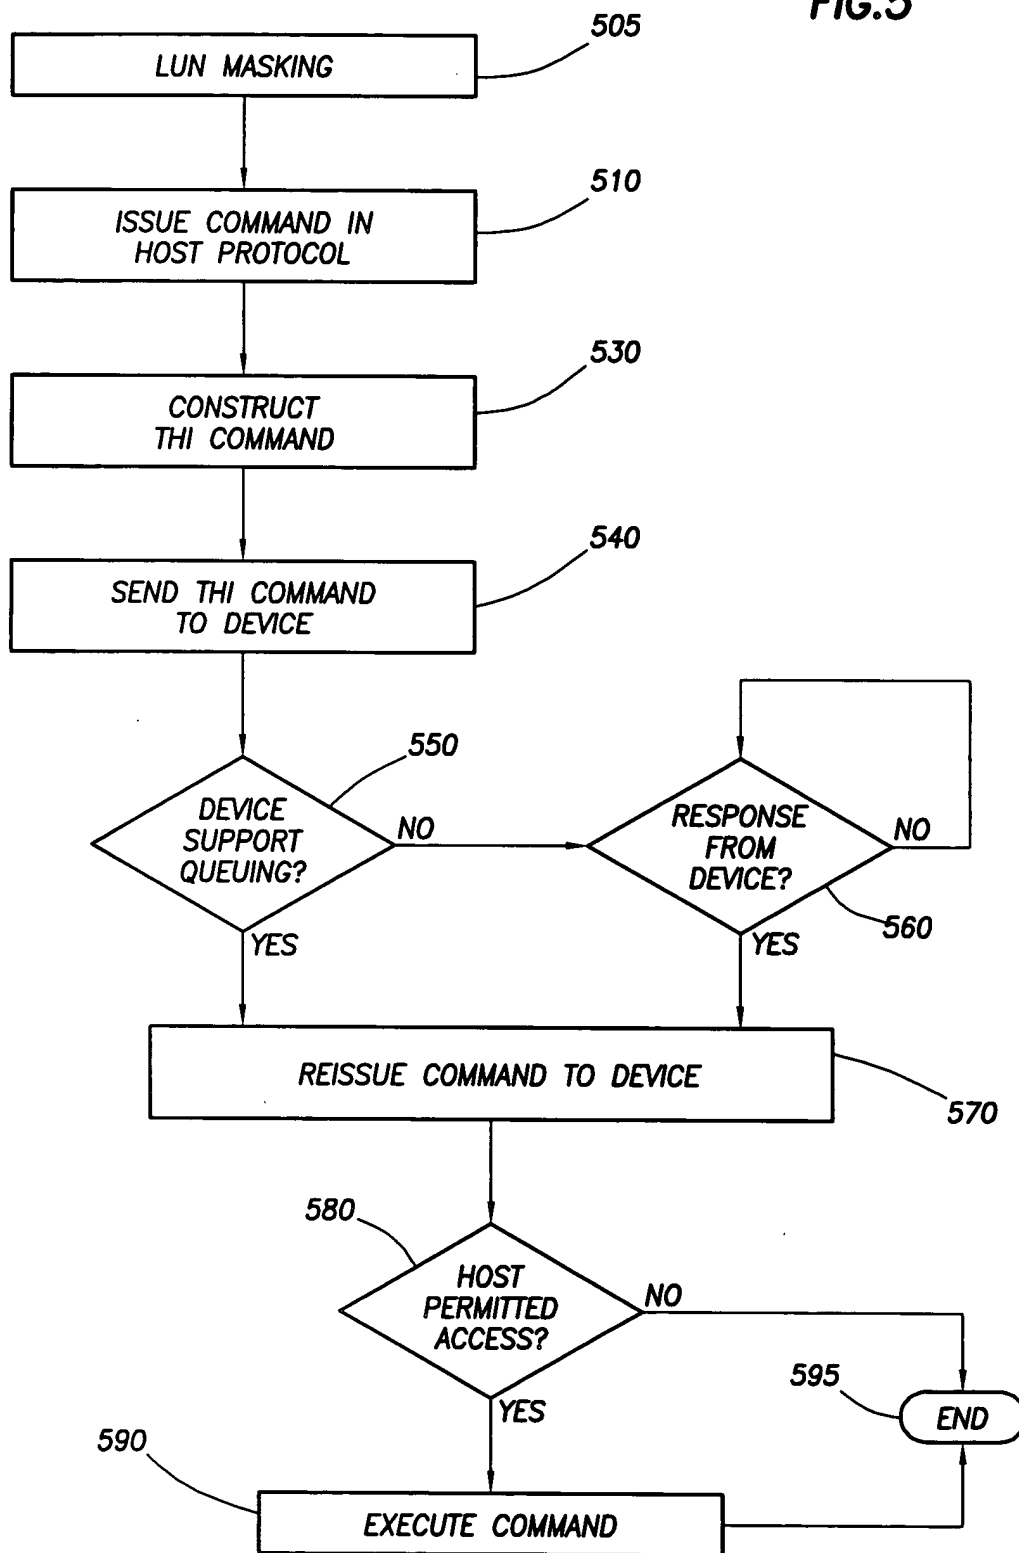 FIG.5
505
LUN MASKING
510
ISSUE COMMAND IN
HOST PROTOCOL
530
CONSTRUCT
THI COMMAND
540
SEND THI COMMAND
TO DEVICE
550
DEVICE
SUPPORT
QUEUING?
NO
YES
RESPONSE
FROM
DEVICE?
NO
560
YES
REISSUE COMMAND TO DEVICE
570
580
HOST
PERMITTED
ACCESS?
NO
YES
595
END
590
EXECUTE COMMAND